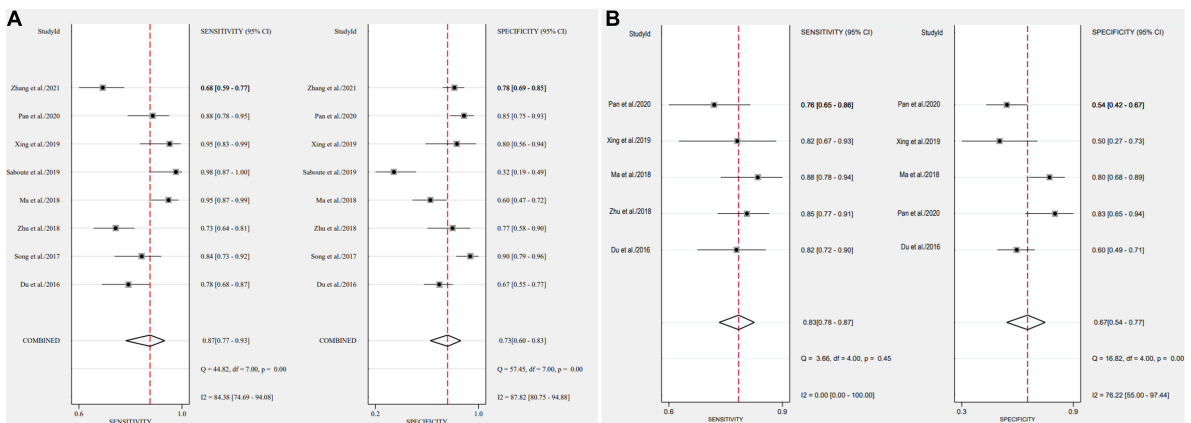 A
StudyId SENSITIVITY (95% CI)
Zhang et al./2021 0.68 [0.59 - 0.77]
Pan et al./2020 0.88 [0.78 - 0.95]
Xing et al./2019 0.95 [0.83 - 0.99]
Saboute et al./2019 0.98 [0.87 - 1.00]
Ma et al./2018 0.95 [0.87 - 0.99]
Zhu et al./2018 0.73 [0.64 - 0.81]
Song et al./2017 0.84 [0.73 - 0.92]
Du et al./2016 0.78 [0.68 - 0.87]
COMBINED 0.87[0.77 - 0.93]
Q = 44.82, df = 7.00, p = 0.00
I2 = 84.38 [74.69 - 94.08]
0.6 1.0
SENSITIVITY
StudyId SPECIFICITY (95% CI)
Zhang et al./2021 0.78 [0.69 - 0.85]
Pan et al./2020 0.85 [0.75 - 0.93]
Xing et al./2019 0.80 [0.56 - 0.94]
Saboute et al./2019 0.32 [0.19 - 0.49]
Ma et al./2018 0.60 [0.47 - 0.72]
Zhu et al./2018 0.77 [0.58 - 0.90]
Song et al./2017 0.90 [0.79 - 0.96]
Du et al./2016 0.67 [0.55 - 0.77]
COMBINED 0.73[0.60 - 0.83]
Q = 57.45, df = 7.00, p = 0.00
I2 = 87.82 [80.75 - 94.88]
0.2 1.0
SPECIFICITY
B
StudyId SENSITIVITY (95% CI)
Pan et al./2020 0.76 [0.65 - 0.86]
Xing et al./2019 0.82 [0.67 - 0.93]
Ma et al./2018 0.88 [0.78 - 0.94]
Zhu et al./2018 0.85 [0.77 - 0.91]
Du et al./2016 0.82 [0.72 - 0.90]
0.83[0.78 - 0.87]
Q = 3.66, df = 4.00, p = 0.45
I2 = 0.00 [0.00 - 100.00]
0.6 0.9
SENSITIVITY
StudyId SPECIFICITY (95% CI)
Pan et al./2020 0.54 [0.42 - 0.67]
Xing et al./2019 0.50 [0.27 - 0.73]
Ma et al./2018 0.80 [0.68 - 0.89]
Pan et al./2020 0.83 [0.65 - 0.94]
Du et al./2016 0.60 [0.49 - 0.71]
0.67[0.54 - 0.77]
Q = 16.82, df = 4.00, p = 0.00
I2 = 76.22 [55.00 - 97.44]
0.3 0.9
SPECIFICITY